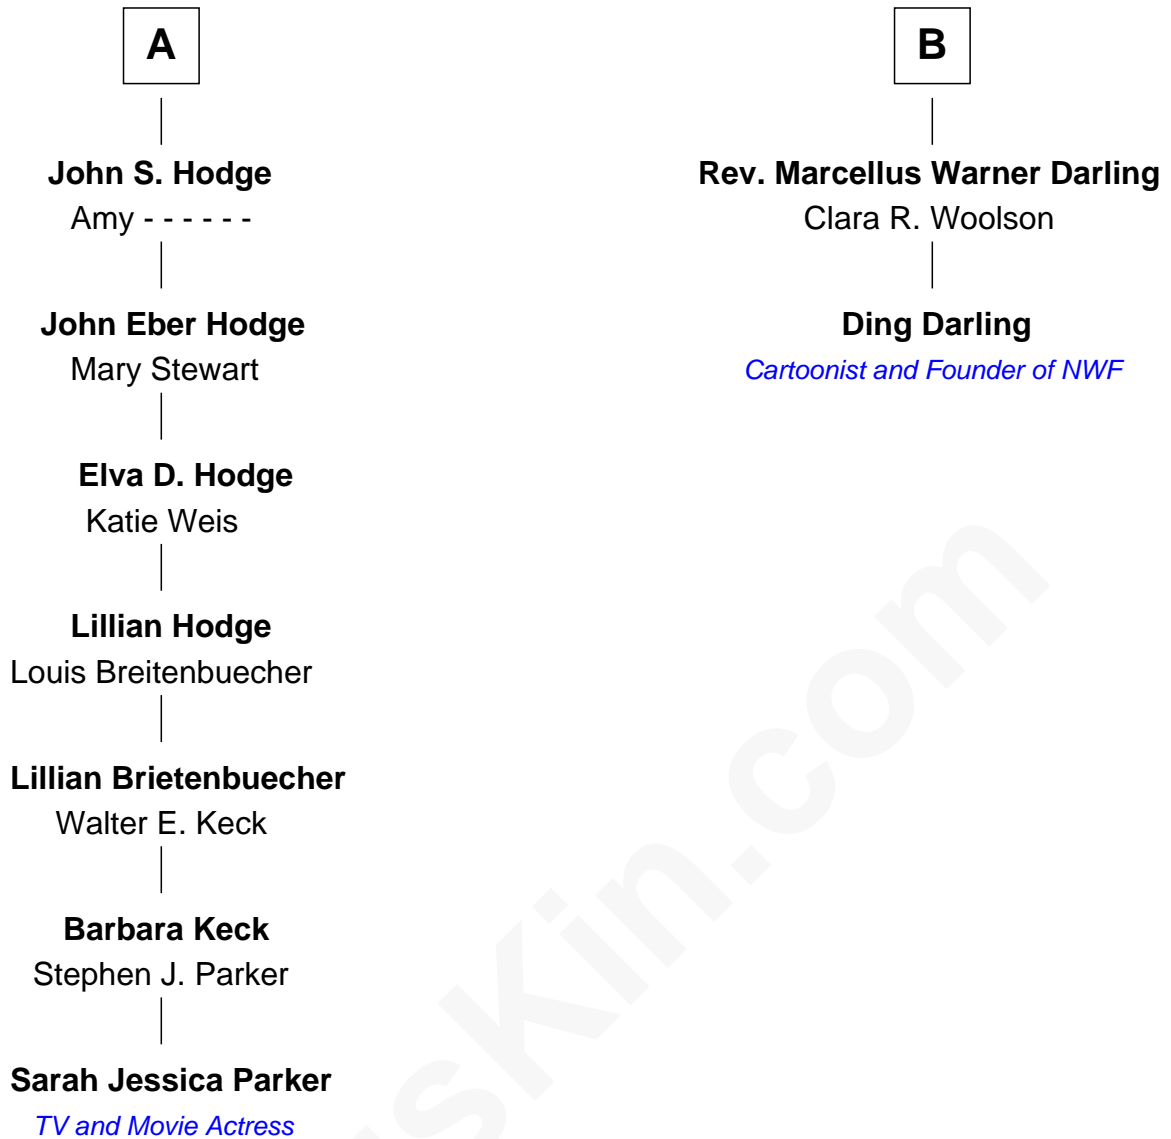 A
John S. Hodge
Amy - - - - - -
John Eber Hodge
Mary Stewart
Elva D. Hodge
Katie Weis
Lillian Hodge
Louis Breitenbuecher
Lillian Brietenbuecher
Walter E. Keck
Barbara Keck
Stephen J. Parker
Sarah Jessica Parker
TV and Movie Actress
B
Rev. Marcellus Warner Darling
Clara R. Woolson
Ding Darling
Cartoonist and Founder of NWF
usKin.com